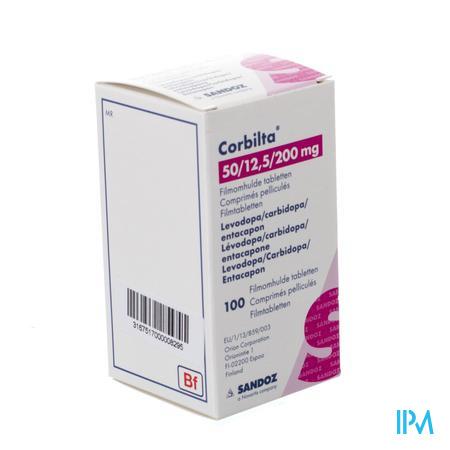 MR
3167517000008295
Bf
Corbilta®
50/12,5/200 mg
Filmomhulde tabletten
Comprimés pelliculés
Filmtabletten
Levodopa/carbidopa/
entacapon
Lévodopa/carbidopa/
entacapone
Levodopa/Carbidopa/
Entacapon
100 Filmomhulde tabletten
Comprimés pelliculés
Filmtabletten
EU/1/13/859/003
Orion Corporation
Orionintie 1
FI-02200 Espoo
Finland
SANDOZ
a Novartis company
SANDOZ
IPM